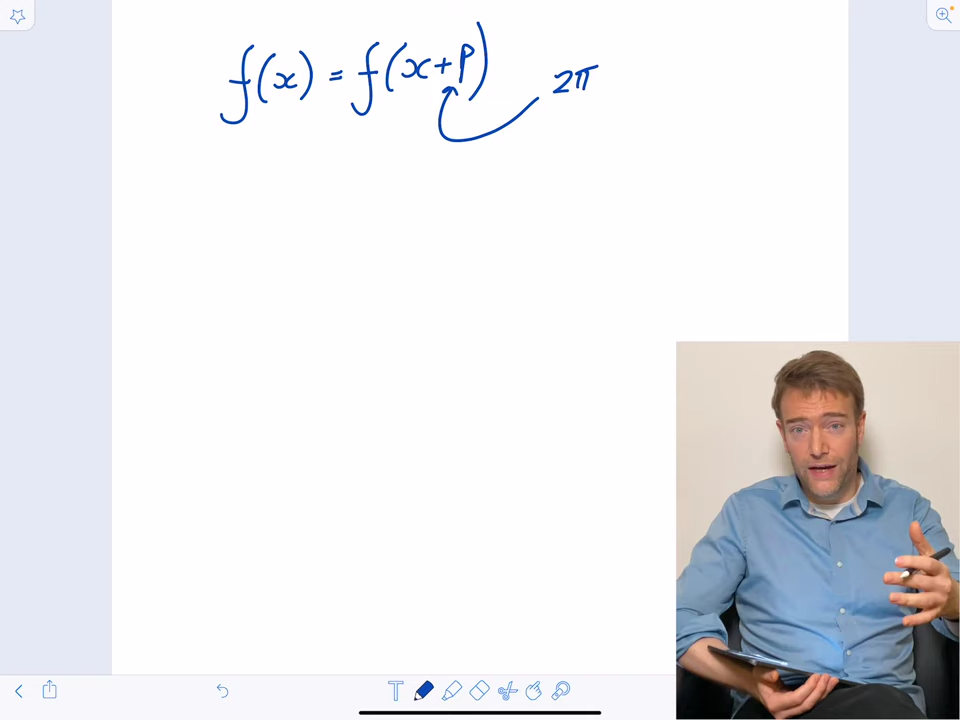 f(x) = f(x+p)
2π